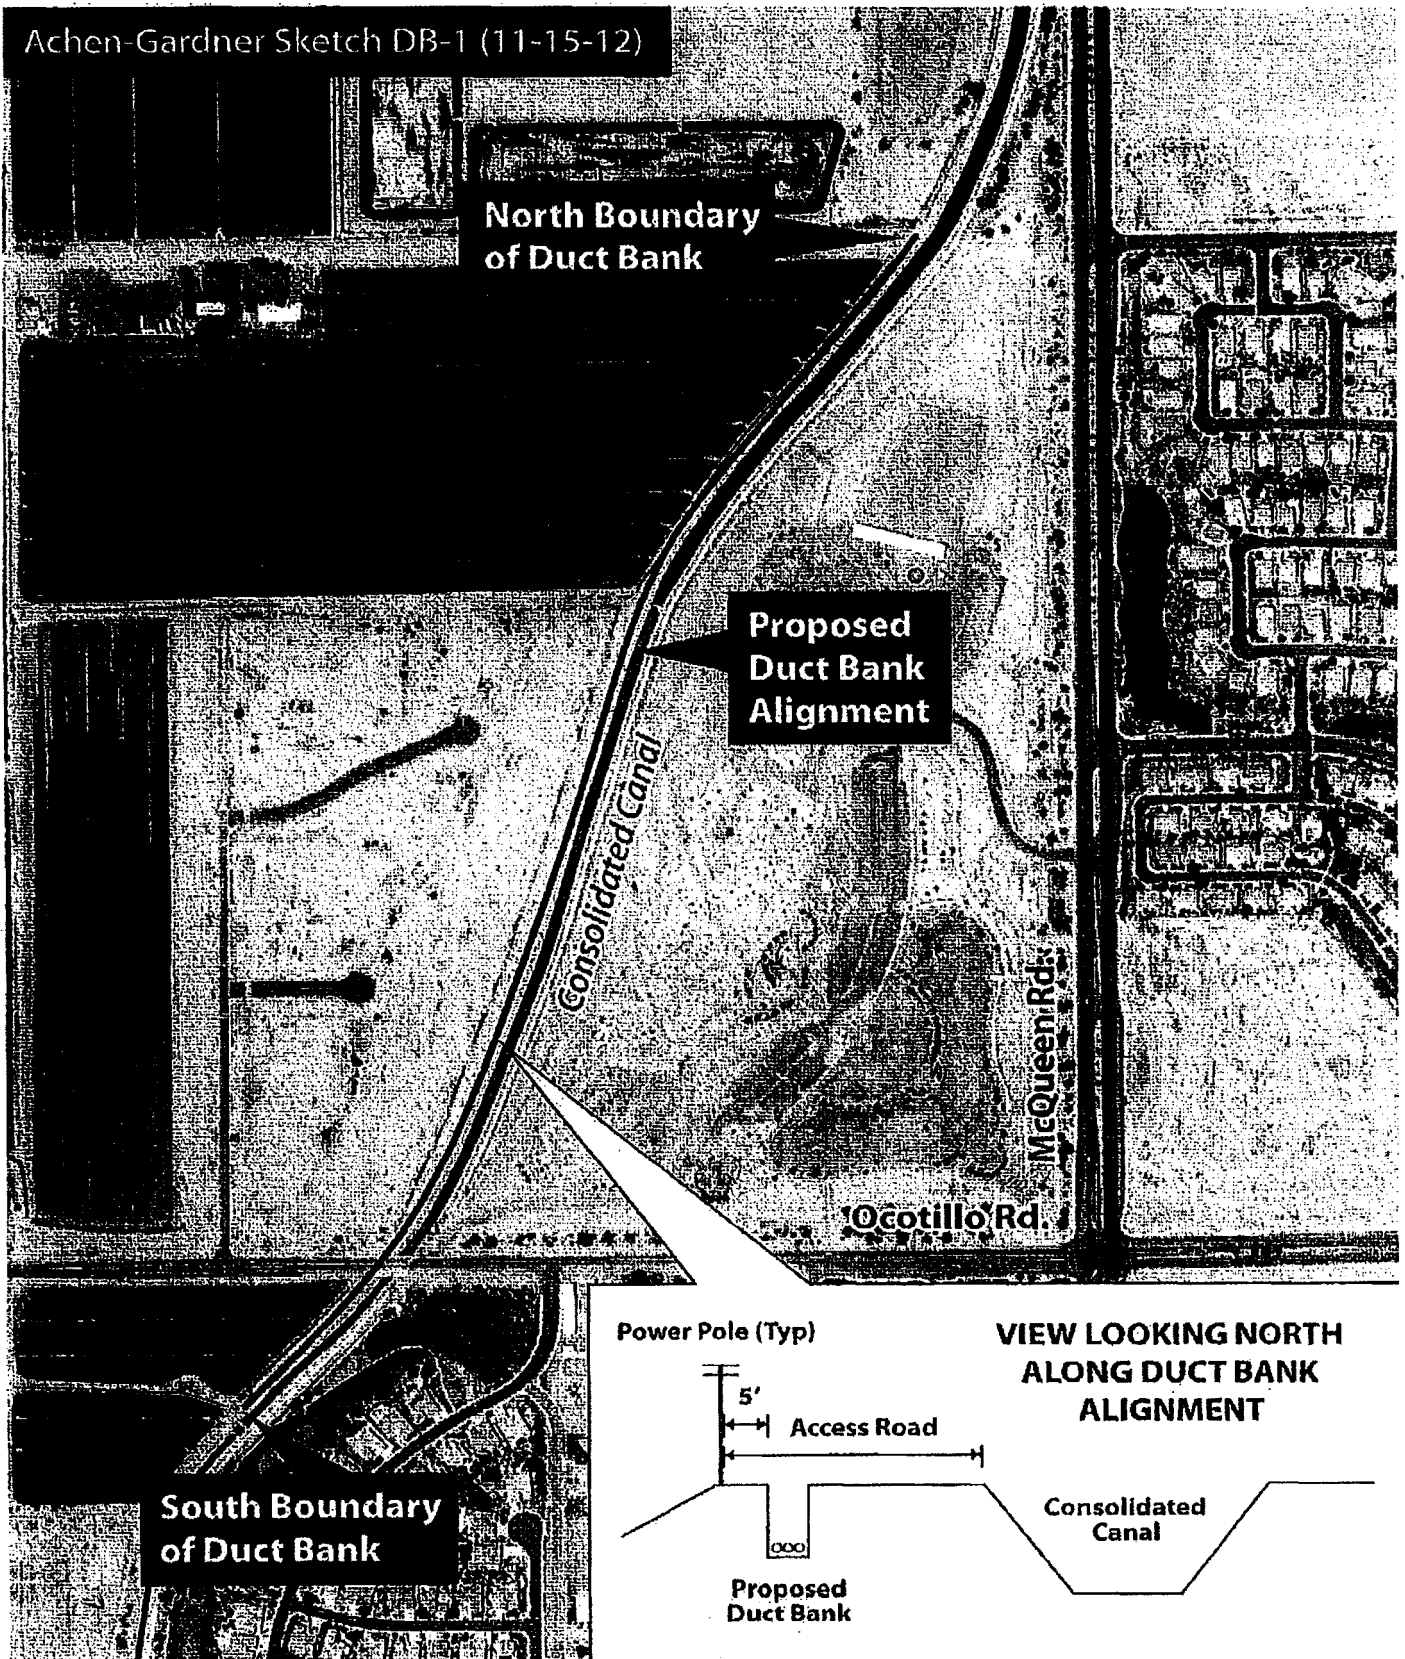 Achen-Gardner Sketch DB-1 (11-15-12)
North Boundary
of Duct Bank
Proposed
Duct Bank
Alignment
Consolidated Canal
McQueen Rd.
Ocotillo Rd.
South Boundary
of Duct Bank
Power Pole (Typ)
5'
Access Road
VIEW LOOKING NORTH
ALONG DUCT BANK
ALIGNMENT
Consolidated
Canal
Proposed
Duct Bank